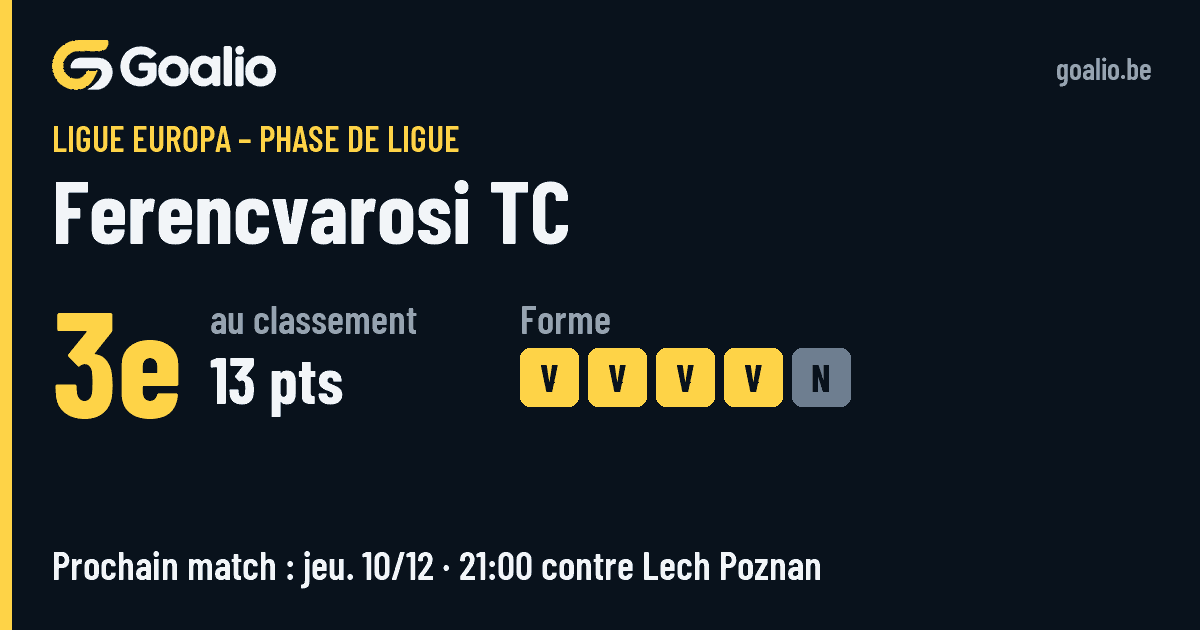 Goalio
goalio.be
LIGUE EUROPA – PHASE DE LIGUE
Ferencvarosi TC
3e
au classement
13 pts
Forme
V V V V N
Prochain match : jeu. 10/12 · 21:00 contre Lech Poznan